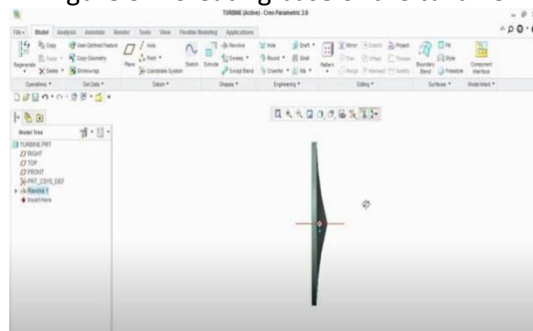 TURBINE (Active) - Creo Parametric 2.0
File Model Analysis Annotate Render Tools View Flexible Modeling Applications
Copy User-Defined Feature Axis Revolve Hole Draft Mirror Extend Project Fill
Copy Geometry Point Sweep Round Shell Trim Offset Style
Regenerate Delete Shrinkwrap Plane Coordinate System Sketch Extrude Swept Blend Chamfer Rib Pattern Merge Intersect Boundary Blend Freestyle Component Interface
Operations Get Data Datum Shapes Engineering Editing Surfaces Model Intent
Model Tree
TURBINE.PRT
RIGHT
TOP
FRONT
PRT_CSYS_DEF
Revolve 1
Insert Here